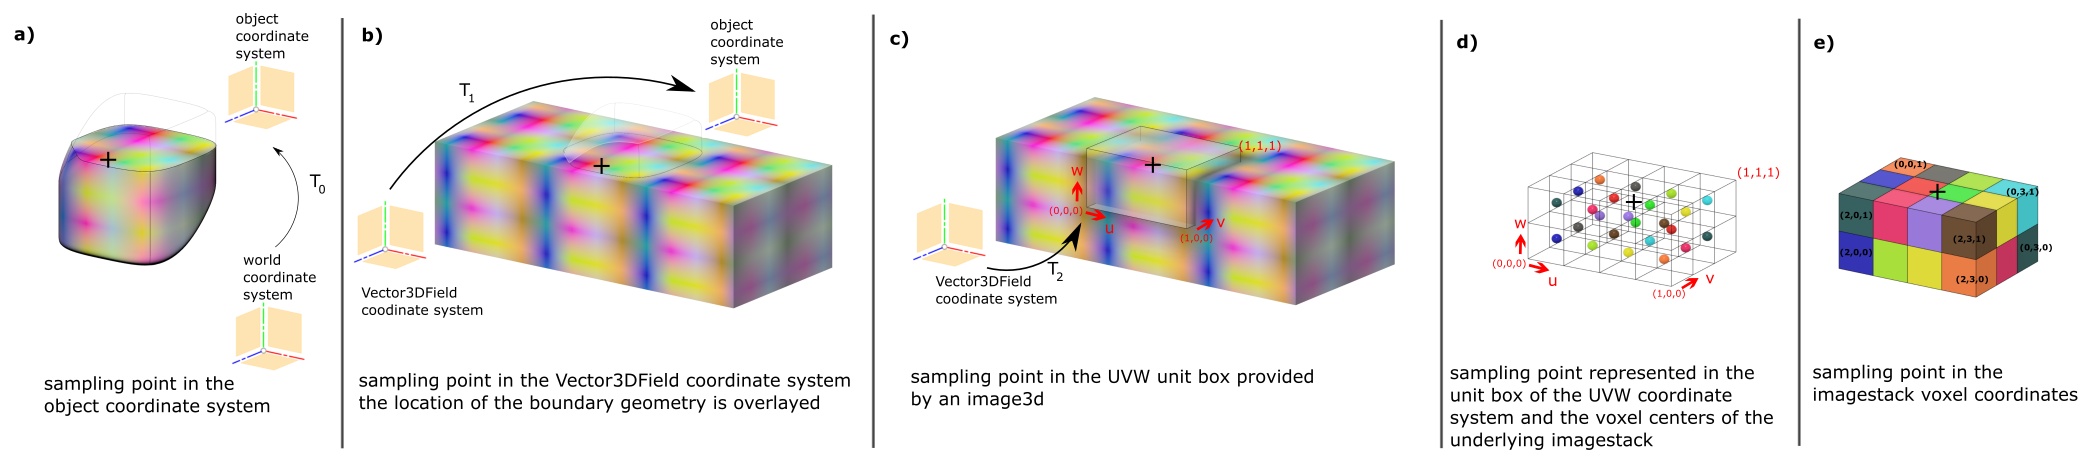 a)
object
coordinate
system
T0
world
coordinate
system
sampling point in the
object coordinate system
b)
object
coordinate
system
T1
Vector3DField
coodinate system
sampling point in the Vector3DField coordinate system
the location of the boundary geometry is overlayed
c)
(1,1,1)
w
(0,0,0)
u
v
(1,0,0)
T2
Vector3DField
coodinate system
sampling point in the UVW unit box provided
by an image3d
d)
(1,1,1)
w
(0,0,0)
u
v
(1,0,0)
sampling point represented in the
unit box of the UVW coordinate
system and the voxel centers of the
underlying imagestack
e)
(0,0,1)
(0,3,1)
(2,0,1)
(2,3,1)
(0,3,0)
(2,0,0)
(2,3,0)
sampling point in the
imagestack voxel coordinates